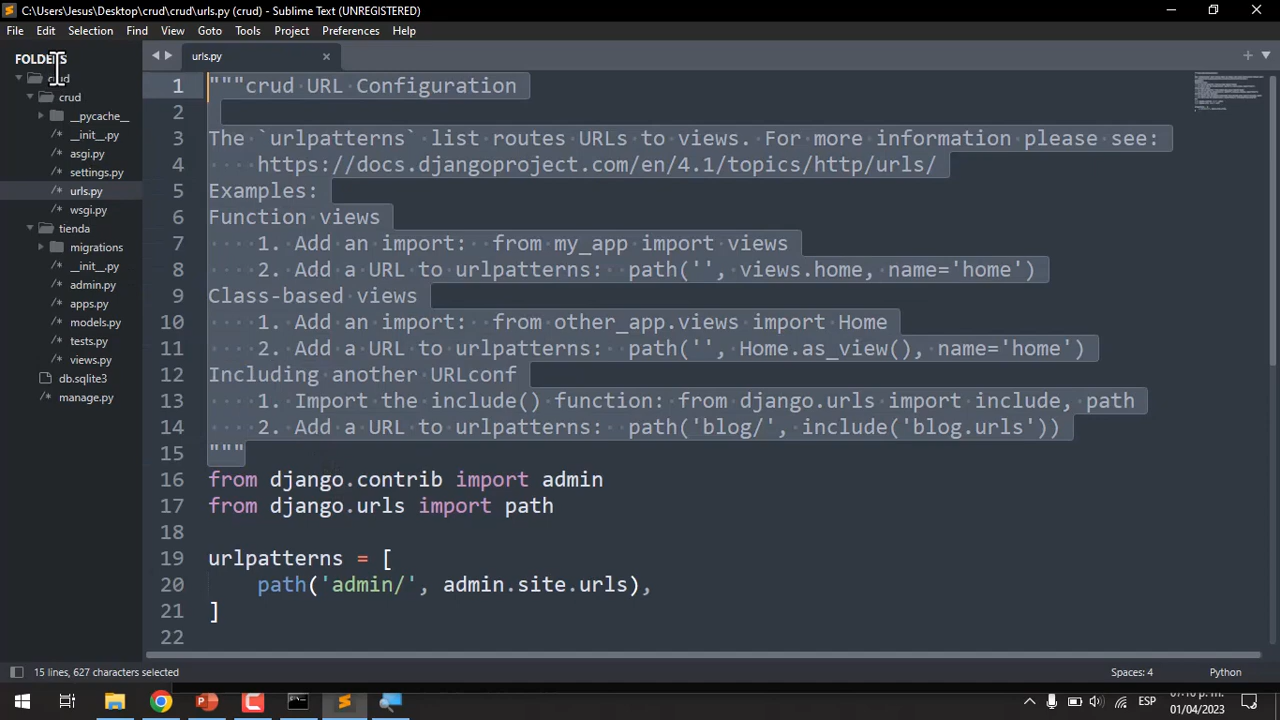 C:\Users\Jesus\Desktop\crud\crud\urls.py (crud) - Sublime Text (UNREGISTERED)
File Edit Selection Find View Goto Tools Project Preferences Help
FOLDERS
crud
crud
__pycache__
__init__.py
asgi.py
settings.py
urls.py
wsgi.py
tienda
migrations
__init__.py
admin.py
apps.py
models.py
tests.py
views.py
db.sqlite3
manage.py
urls.py
1 """crud URL Configuration
2
3 The `urlpatterns` list routes URLs to views. For more information please see:
4     https://docs.djangoproject.com/en/4.1/topics/http/urls/
5 Examples:
6 Function views
7     1. Add an import:  from my_app import views
8     2. Add a URL to urlpatterns:  path('', views.home, name='home')
9 Class-based views
10     1. Add an import:  from other_app.views import Home
11     2. Add a URL to urlpatterns:  path('', Home.as_view(), name='home')
12 Including another URLconf
13     1. Import the include() function: from django.urls import include, path
14     2. Add a URL to urlpatterns:  path('blog/', include('blog.urls'))
15 """
16 from django.contrib import admin
17 from django.urls import path
18
19 urlpatterns = [
20     path('admin/', admin.site.urls),
21 ]
22
15 lines, 627 characters selected
Spaces: 4
Python
ESP
07:10 p. m.
01/04/2023